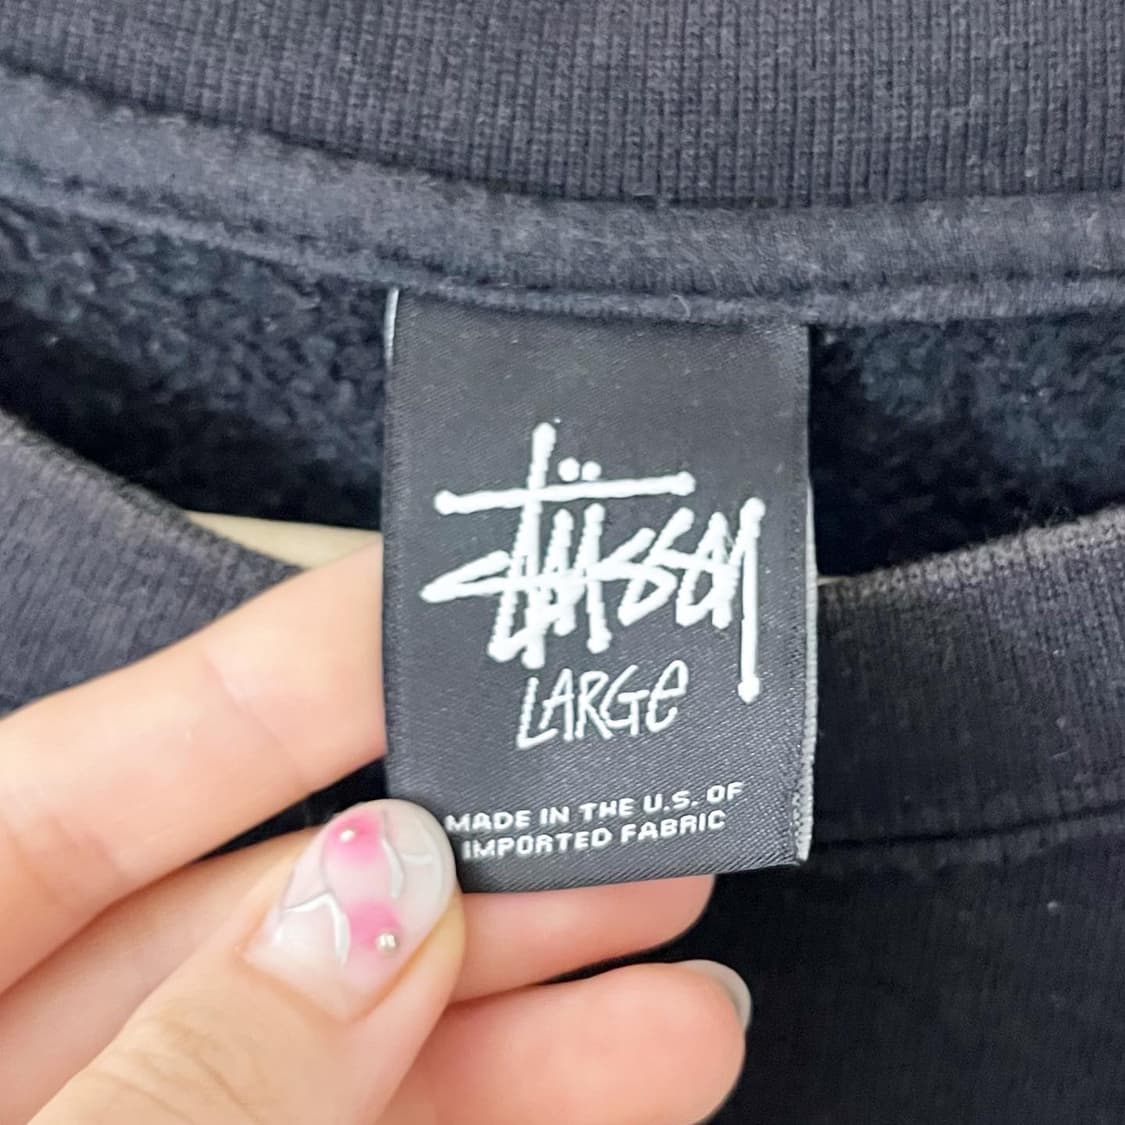 Stüssy
LARGe
MADE IN THE U.S. OF
IMPORTED FABRIC